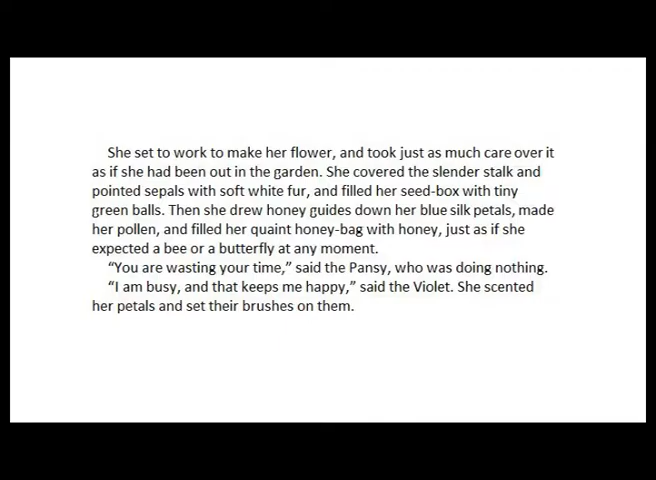 She set to work to make her flower, and took just as much care over it
as if she had been out in the garden. She covered the slender stalk and
pointed sepals with soft white fur, and filled her seed-box with tiny
green balls. Then she drew honey guides down her blue silk petals, made
her pollen, and filled her quaint honey-bag with honey, just as if she
expected a bee or a butterfly at any moment.
“You are wasting your time,” said the Pansy, who was doing nothing.
“I am busy, and that keeps me happy,” said the Violet. She scented
her petals and set their brushes on them.